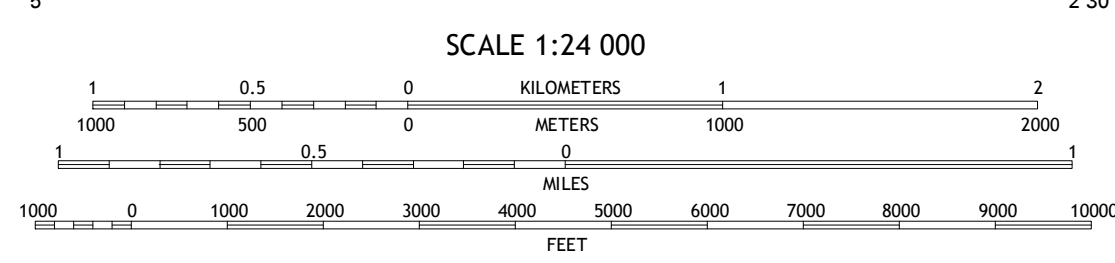 5 2 30
SCALE 1:24 000
1 0.5 0 KILOMETERS 1 2
1000 500 0 METERS 1000 2000
1 0.5 0 1
MILES
1000 0 1000 2000 3000 4000 5000 6000 7000 8000 9000 10000
FEET